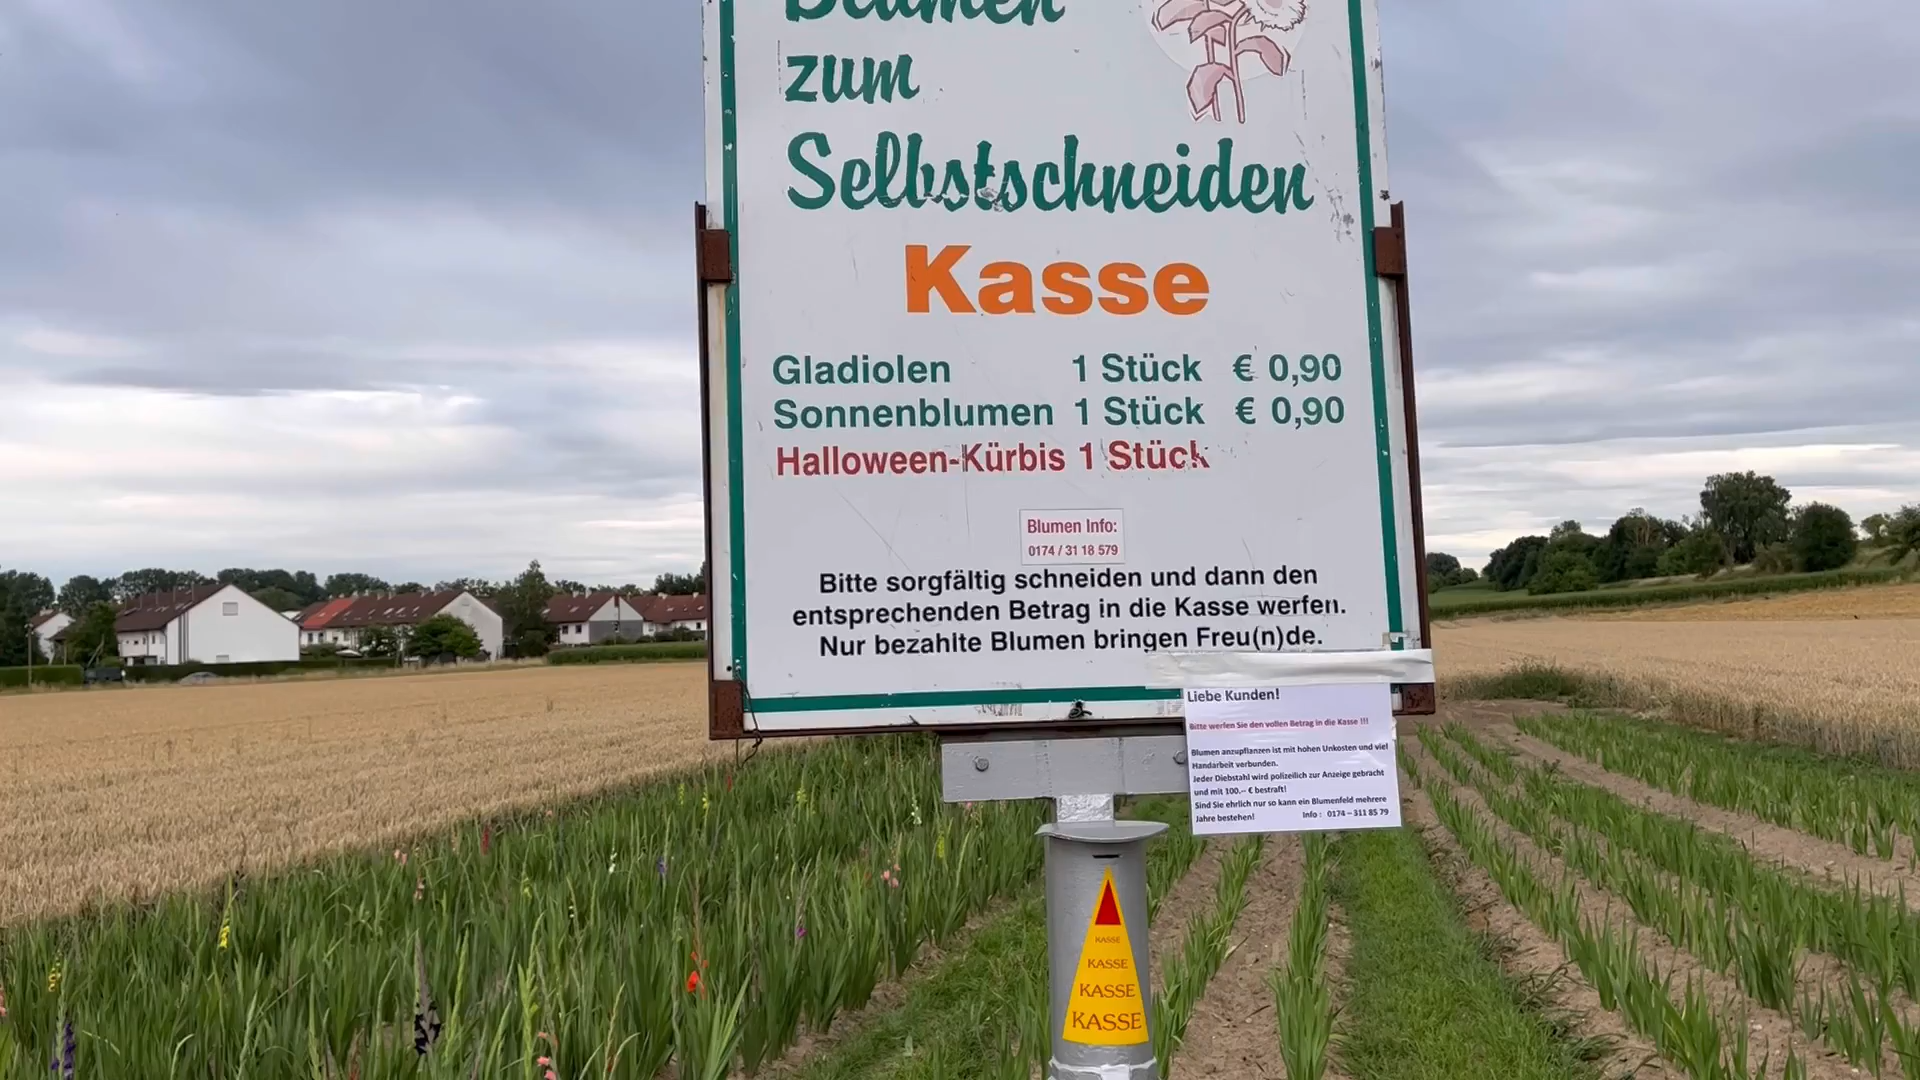 Blumen
zum
Selbstschneiden
Kasse
Gladiolen 1 Stück € 0,90
Sonnenblumen 1 Stück € 0,90
Halloween-Kürbis 1 Stück
Blumen Info:
0174 / 31 18 579
Bitte sorgfältig schneiden und dann den
entsprechenden Betrag in die Kasse werfen.
Nur bezahlte Blumen bringen Freu(n)de.
Liebe Kunden!
Bitte werfen Sie den vollen Betrag in die Kasse !!!
Blumen anzupflanzen ist mit hohen Unkosten und viel
Handarbeit verbunden.
Jeder Diebstahl wird polizeilich zur Anzeige gebracht
und mit 100.-- € bestraft!
Sind Sie ehrlich nur so kann ein Blumenfeld mehrere
Jahre bestehen! Info : 0174 – 311 85 79
KASSE
KASSE
KASSE
KASSE